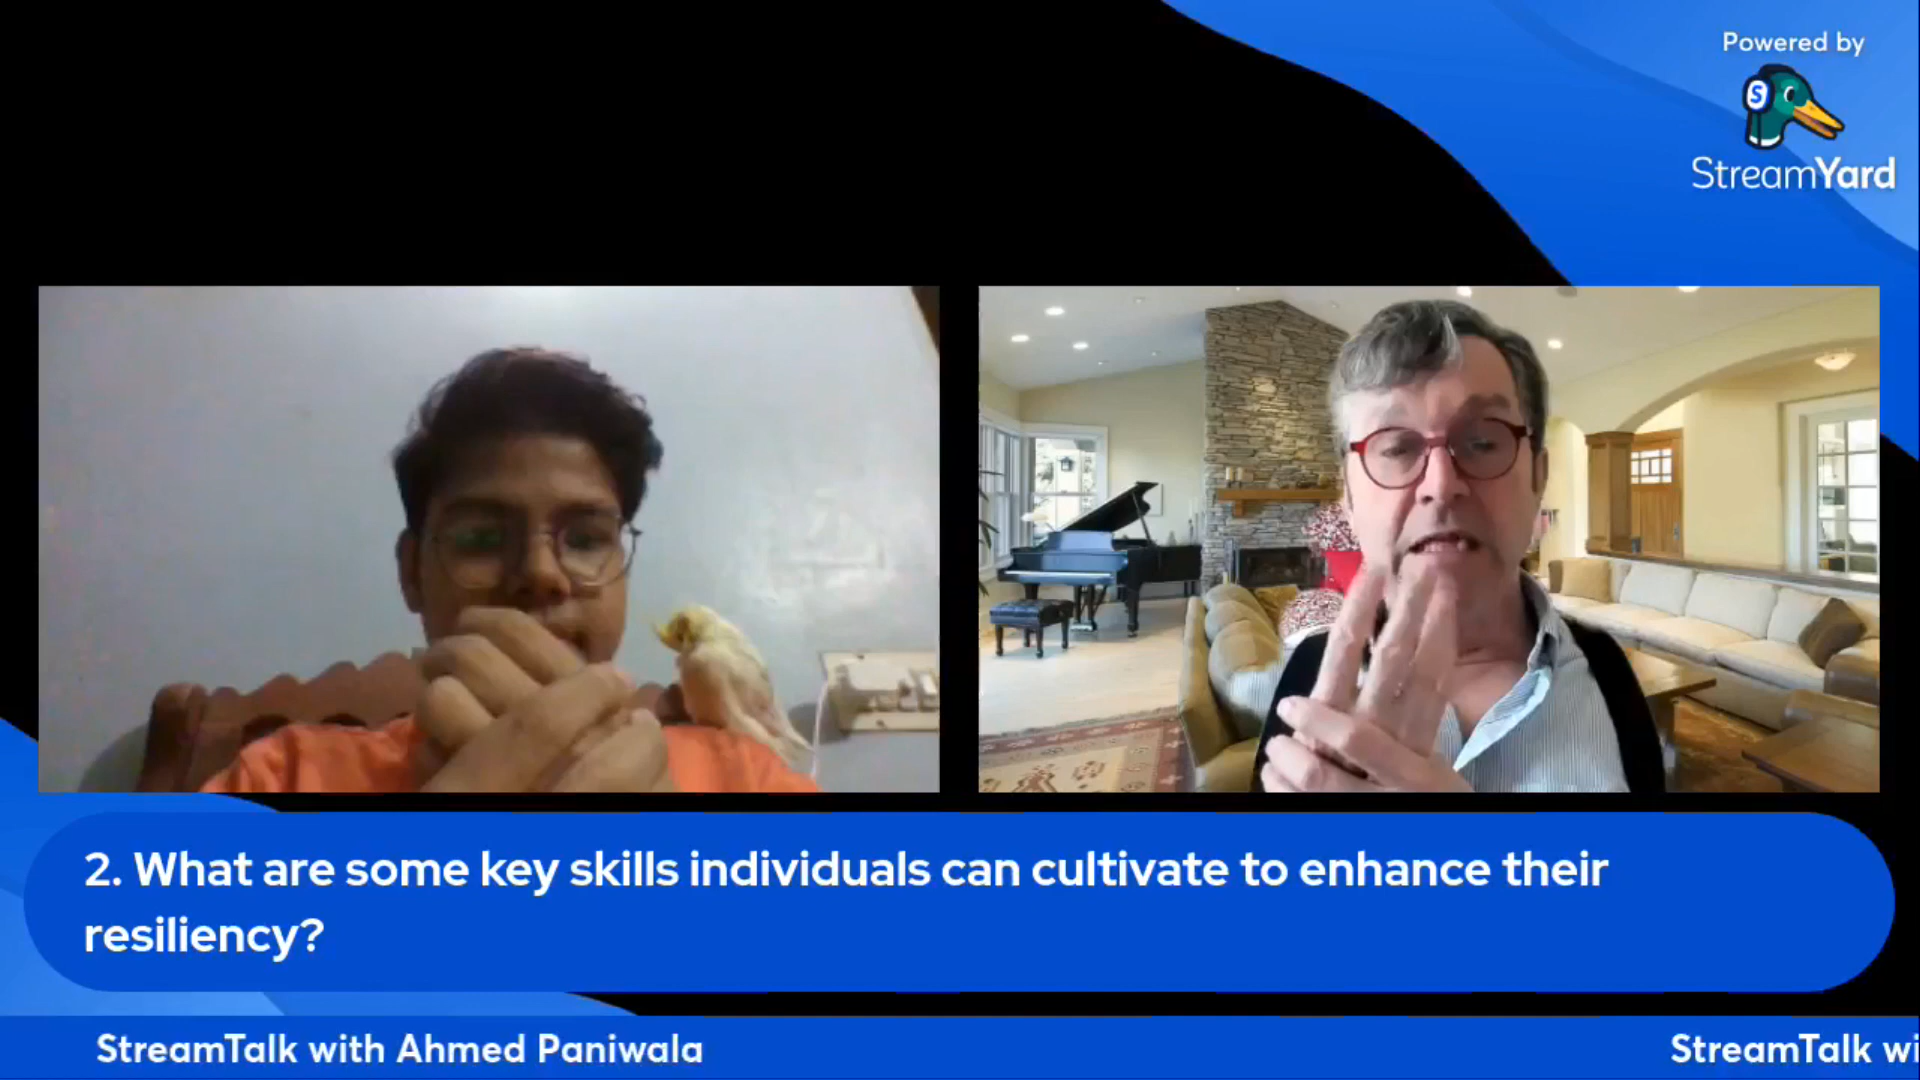 Powered by
S
StreamYard
2. What are some key skills individuals can cultivate to enhance their
resiliency?
StreamTalk with Ahmed Paniwala
StreamTalk wi